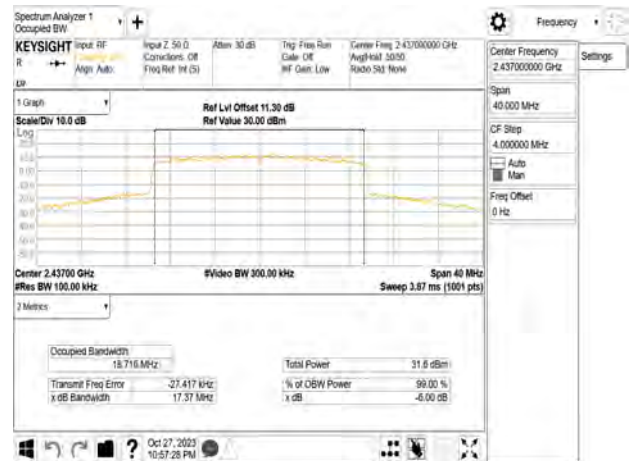 Spectrum Analyzer 1
Occupied BW
+
Frequency
KEYSIGHT
R
Input: RF
Align: Auto
Input Z: 50 Ω
Corrections: Off
Freq Ref: Int (S)
Atten: 30 dB
Trig: Free Run
Gate: Off
#IF Gain: Low
Center Freq: 2.437000000 GHz
Avg|Hold: 50/50
Radio Std: None
Center Frequency
2.437000000 GHz
Settings
Span
40.000 MHz
CF Step
4.000000 MHz
Auto
Man
Freq Offset
0 Hz
1 Graph
Scale/Div 10.0 dB
Ref Lvl Offset 11.30 dB
Ref Value 30.00 dBm
Log
Center 2.43700 GHz
#Res BW 100.00 kHz
#Video BW 300.00 kHz
Span 40 MHz
Sweep 3.87 ms (1001 pts)
2 Metrics
Occupied Bandwidth
18.716 MHz
Total Power
31.6 dBm
Transmit Freq Error
-27.417 kHz
% of OBW Power
99.00 %
x dB Bandwidth
17.37 MHz
x dB
-6.00 dB
?
Oct 27, 2023
10:57:28 PM